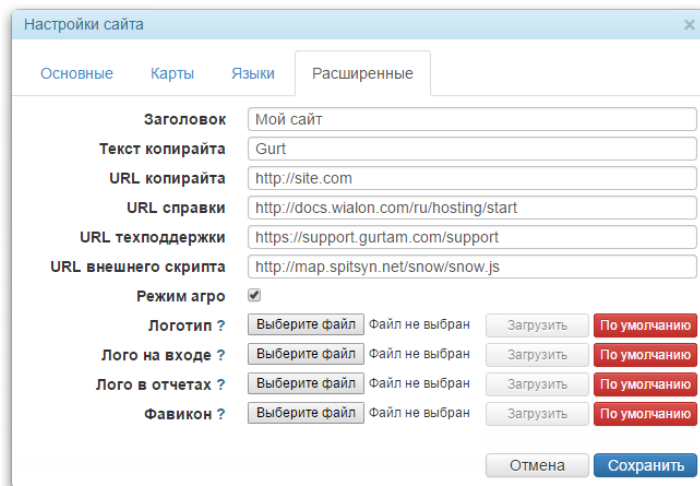 Настройки сайта ×
Основные Карты Языки Расширенные
Заголовок Мой сайт
Текст копирайта Gurt
URL копирайта http://site.com
URL справки http://docs.wialon.com/ru/hosting/start
URL техподдержки https://support.gurtam.com/support
URL внешнего скрипта http://map.spitsyn.net/snow/snow.js
Режим агро
Логотип ? Выберите файл Файл не выбран Загрузить По умолчанию
Лого на входе ? Выберите файл Файл не выбран Загрузить По умолчанию
Лого в отчетах ? Выберите файл Файл не выбран Загрузить По умолчанию
Фавикон ? Выберите файл Файл не выбран Загрузить По умолчанию
Отмена Сохранить